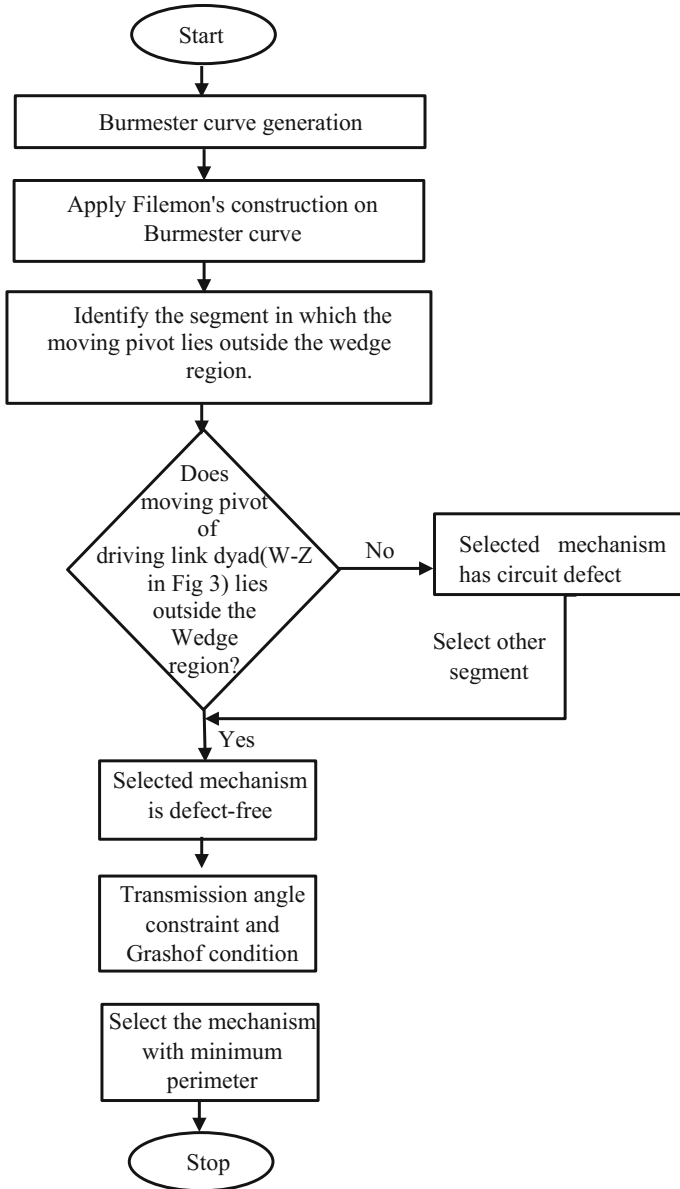 Start
Burmester curve generation
Apply Filemon's construction on
Burmester curve
Identify the segment in which the
moving pivot lies outside the wedge
region.
Does
moving pivot
of
driving link dyad(W-Z
in Fig 3) lies
outside the
Wedge
region?
No
Selected mechanism
has circuit defect
Select other
segment
Yes
Selected mechanism
is defect-free
Transmission angle
constraint and
Grashof condition
Select the mechanism
with minimum
perimeter
Stop